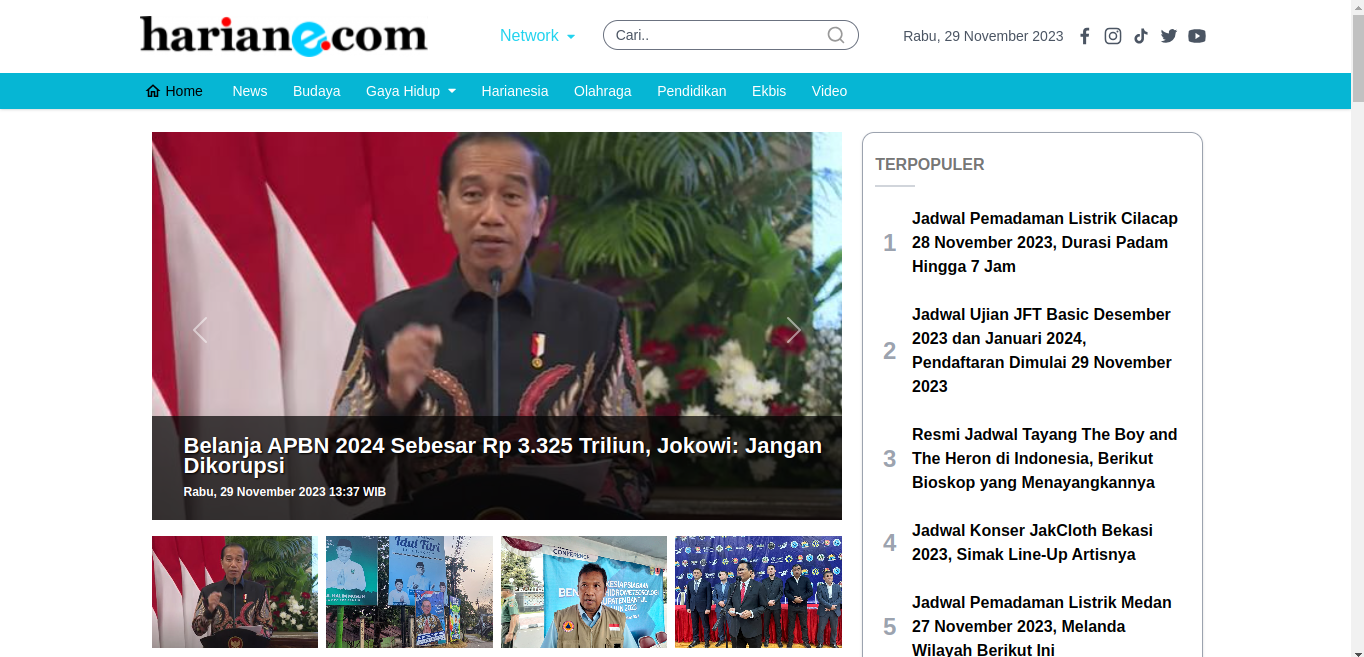 hariane.com
Network
Cari..
Rabu, 29 November 2023
Home News Budaya Gaya Hidup Harianesia Olahraga Pendidikan Ekbis Video
Belanja APBN 2024 Sebesar Rp 3.325 Triliun, Jokowi: Jangan
Dikorupsi
Rabu, 29 November 2023 13:37 WIB
Idul Fitri
CONFERENCE
KESIAPSIAGAAN
TERPOPULER
1
Jadwal Pemadaman Listrik Cilacap
28 November 2023, Durasi Padam
Hingga 7 Jam
2
Jadwal Ujian JFT Basic Desember
2023 dan Januari 2024,
Pendaftaran Dimulai 29 November
2023
3
Resmi Jadwal Tayang The Boy and
The Heron di Indonesia, Berikut
Bioskop yang Menayangkannya
4
Jadwal Konser JakCloth Bekasi
2023, Simak Line-Up Artisnya
5
Jadwal Pemadaman Listrik Medan
27 November 2023, Melanda
Wilayah Berikut Ini